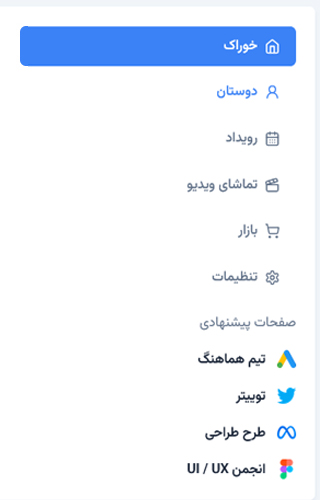 خوراک
دوستان
رویداد
تماشای ویدیو
بازار
تنظیمات
صفحات پیشنهادی
تیم هماهنگ
توییتر
طرح طراحی
انجمن UI / UX